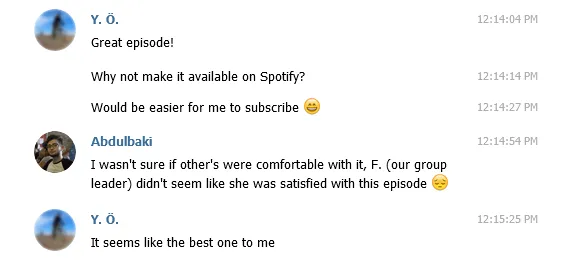 Y. Ö. 12:14:04 PM
Great episode!
Why not make it available on Spotify? 12:14:14 PM
Would be easier for me to subscribe 😄 12:14:27 PM
Abdulbaki 12:14:54 PM
I wasn't sure if other's were comfortable with it, F. (our group
leader) didn't seem like she was satisfied with this episode 😔
Y. Ö. 12:15:25 PM
It seems like the best one to me